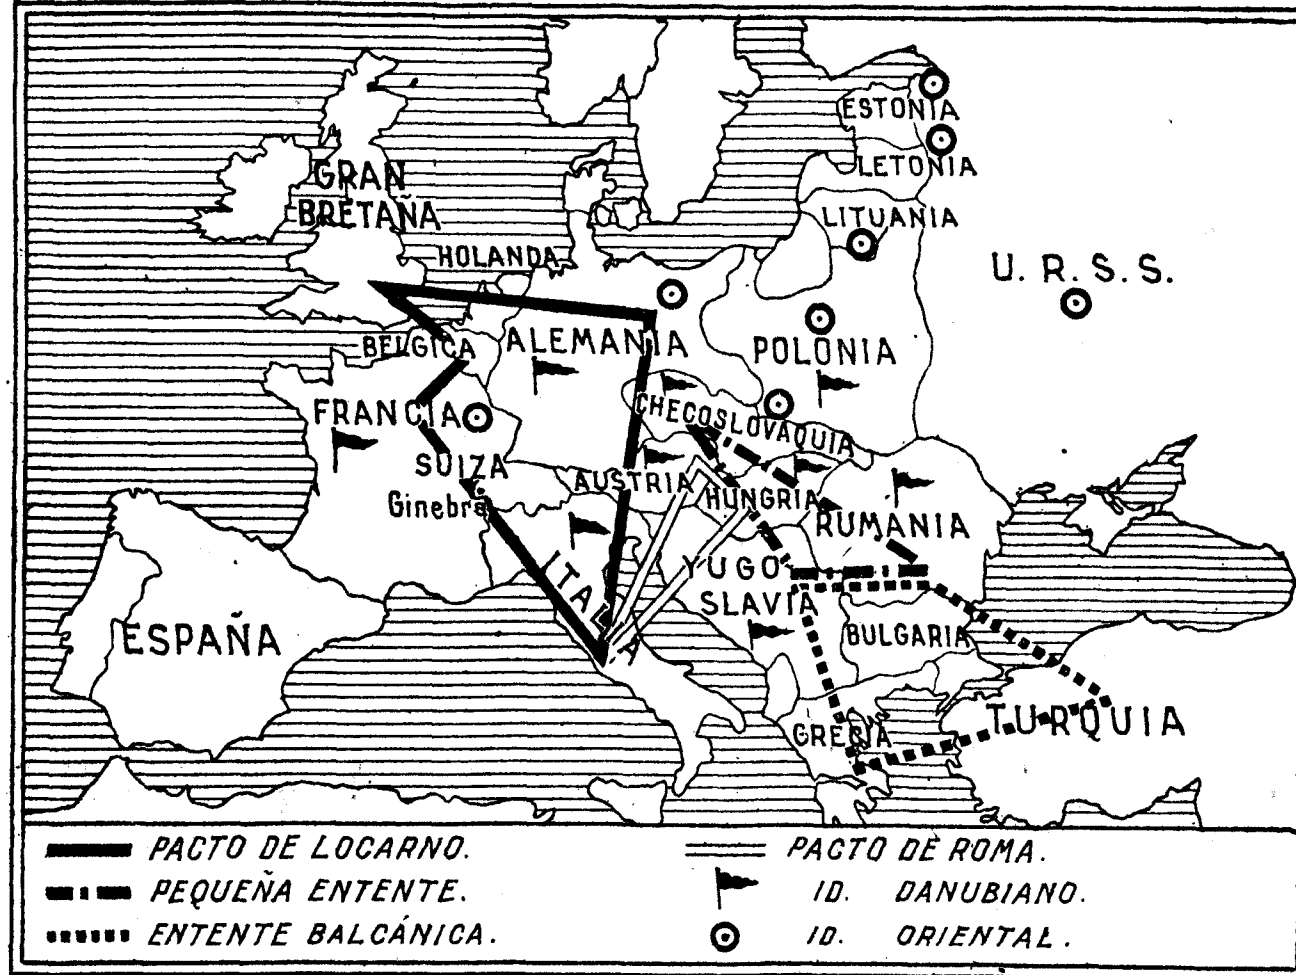 ESTONIA
LETONIA
GRAN
BRETAÑA
LITUANIA
HOLANDA
U. R. S. S.
BELGICA
ALEMANIA
POLONIA
FRANCIA
CHECOSLOVAQUIA
SUIZA
Ginebra
AUSTRIA
HUNGRIA
RUMANIA
ITALIA
YUGO
SLAVIA
ESPAÑA
BULGARIA
GRECIA
TURQUIA
PACTO DE LOCARNO.
PEQUEÑA ENTENTE.
ENTENTE BALCÁNICA.
PACTO DE ROMA.
ID. DANUBIANO.
ID. ORIENTAL.